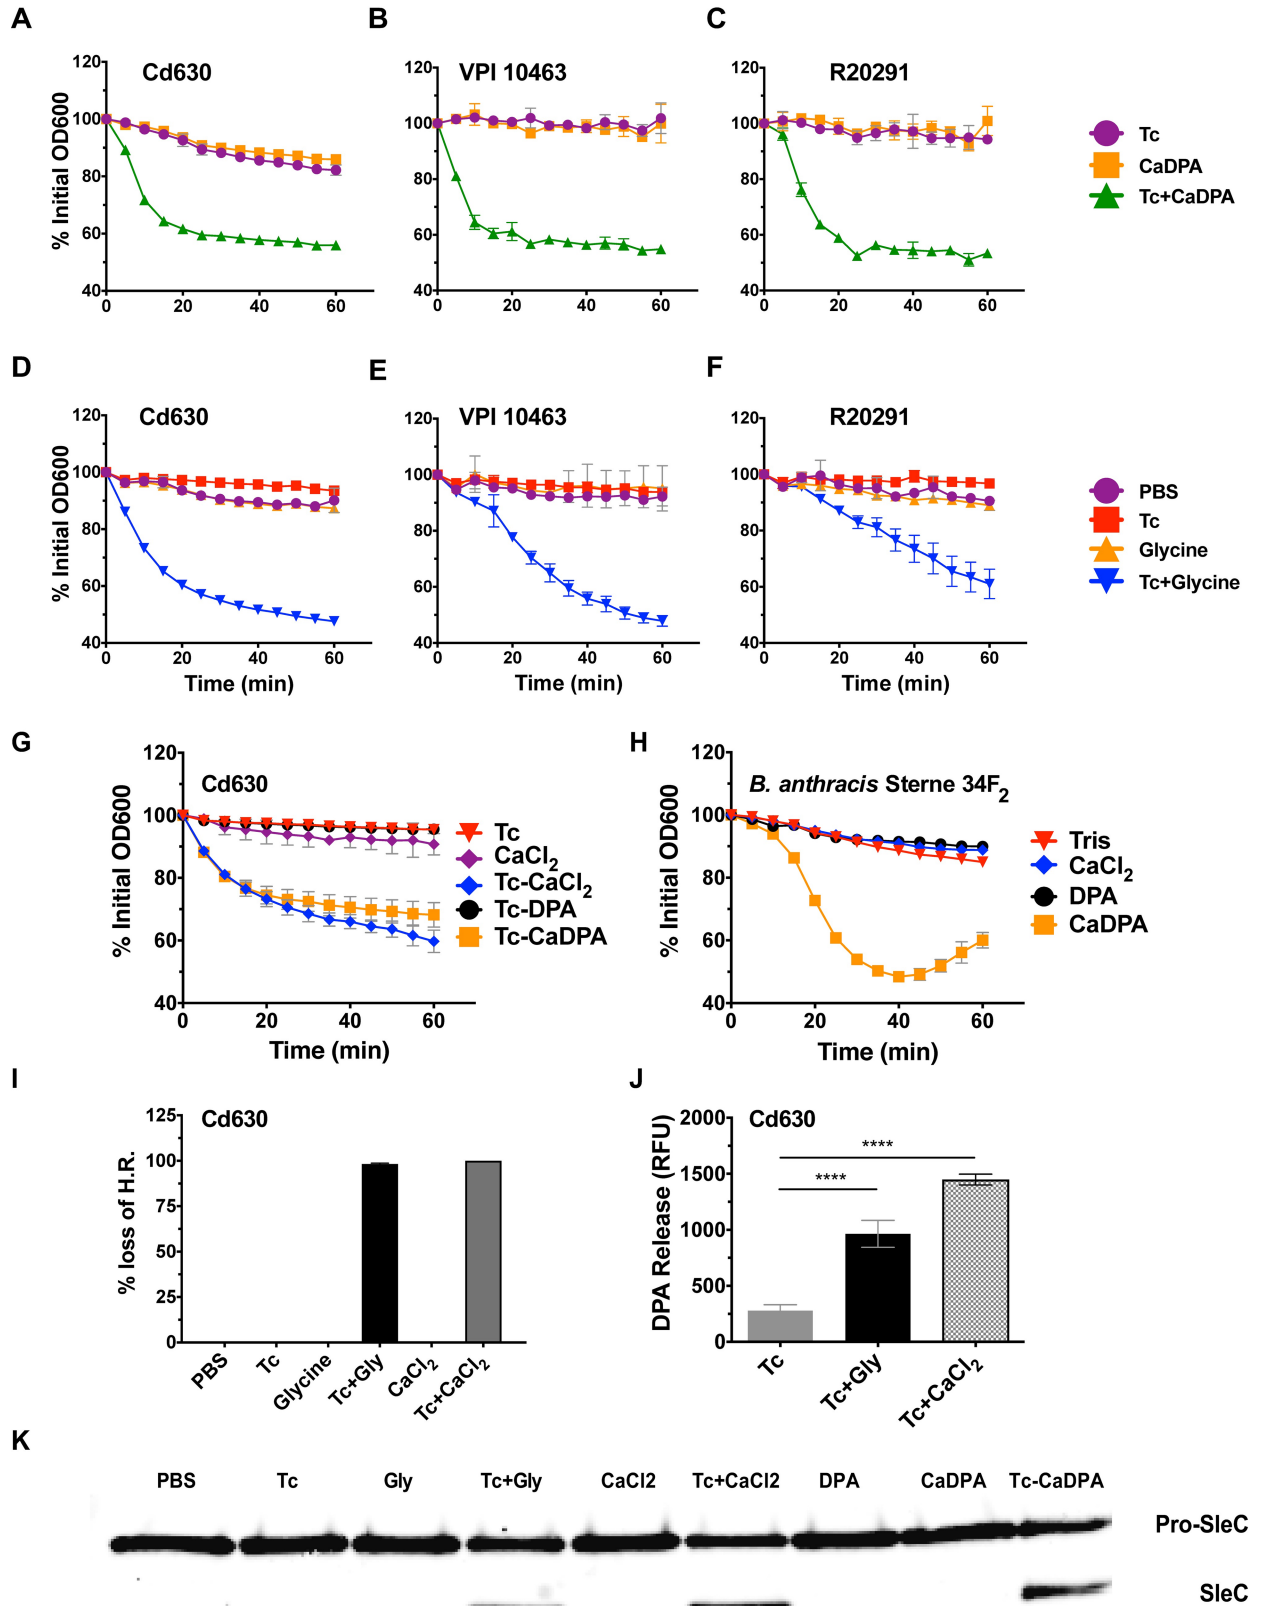 A
B
C
Cd630
VPI 10463
R20291
% Initial OD600
120
100
80
60
40
0
20
40
60
120
100
80
60
40
0
20
40
60
120
100
80
60
40
0
20
40
60
Tc
CaDPA
Tc+CaDPA
D
E
F
Cd630
VPI 10463
R20291
% Initial OD600
120
100
80
60
40
0
20
40
60
Time (min)
120
100
80
60
40
0
20
40
60
Time (min)
120
100
80
60
40
0
20
40
60
Time (min)
PBS
Tc
Glycine
Tc+Glycine
G
H
Cd630
% Initial OD600
120
100
80
60
40
0
20
40
60
Time (min)
Tc
CaCl2
Tc-CaCl2
Tc-DPA
Tc-CaDPA
B. anthracis Sterne 34F2
% Initial OD600
120
100
80
60
40
0
20
40
60
Time (min)
Tris
CaCl2
DPA
CaDPA
I
J
Cd630
% loss of H.R.
125
100
75
50
25
0
PBS
Tc
Glycine
Tc+Gly
CaCl2
Tc+CaCl2
Cd630
DPA Release (RFU)
2000
1500
1000
500
0
****
****
Tc
Tc+Gly
Tc+CaCl2
K
PBS
Tc
Gly
Tc+Gly
CaCl2
Tc+CaCl2
DPA
CaDPA
Tc-CaDPA
Pro-SleC
SleC